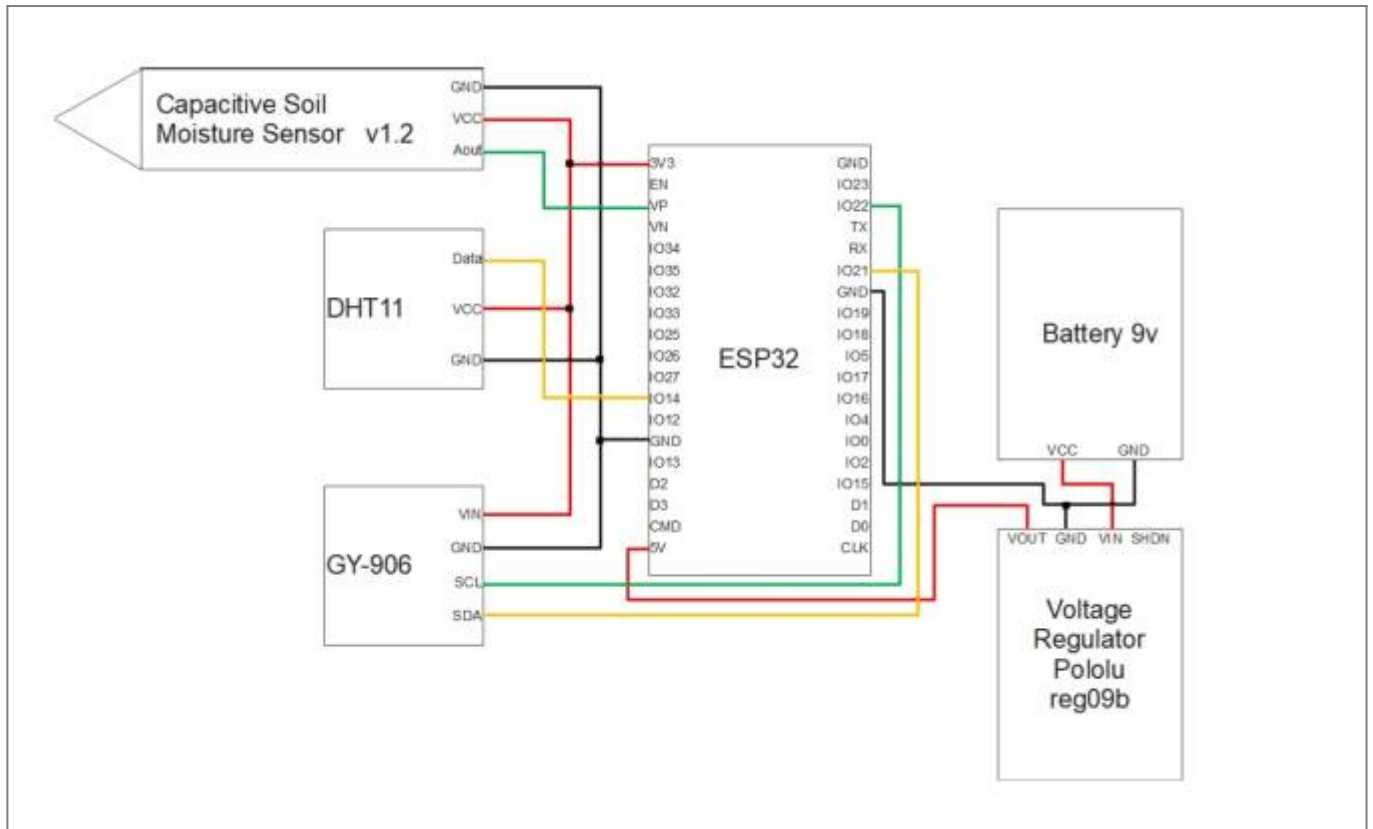 Capacitive Soil
Moisture Sensor v1.2
GND
VCC
Aout
DHT11
Data
VCC
GND
GY-906
VIN
GND
SCL
SDA
ESP32
3V3
EN
VP
VN
IO34
IO35
IO32
IO33
IO25
IO26
IO27
IO14
IO12
GND
IO13
D2
D3
CMD
5V
GND
IO23
IO22
TX
RX
IO21
GND
IO19
IO18
IO5
IO17
IO16
IO4
IO0
IO2
IO15
D1
D0
CLK
Battery 9v
VCC GND
VOUT GND VIN SHDN
Voltage
Regulator
Pololu
reg09b